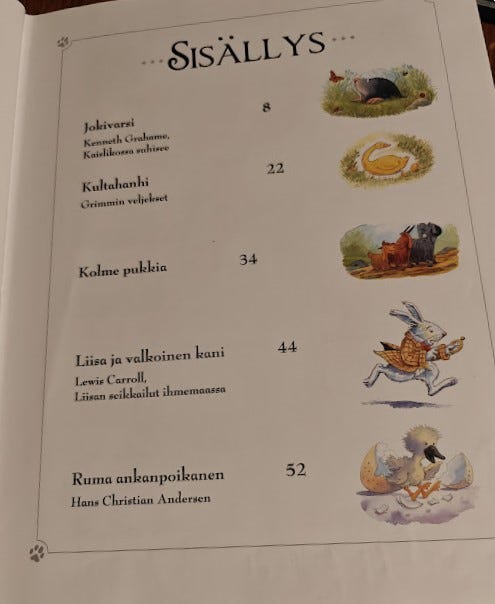 SISÄLLYS
Jokivarsi 8
Kenneth Grahame,
Kaislikossa suhisee
Kultahanhi 22
Grimmin veljekset
Kolme pukkia 34
Liisa ja valkoinen kani 44
Lewis Carroll,
Liisan seikkailut ihmemaassa
Ruma ankanpoikanen 52
Hans Christian Andersen